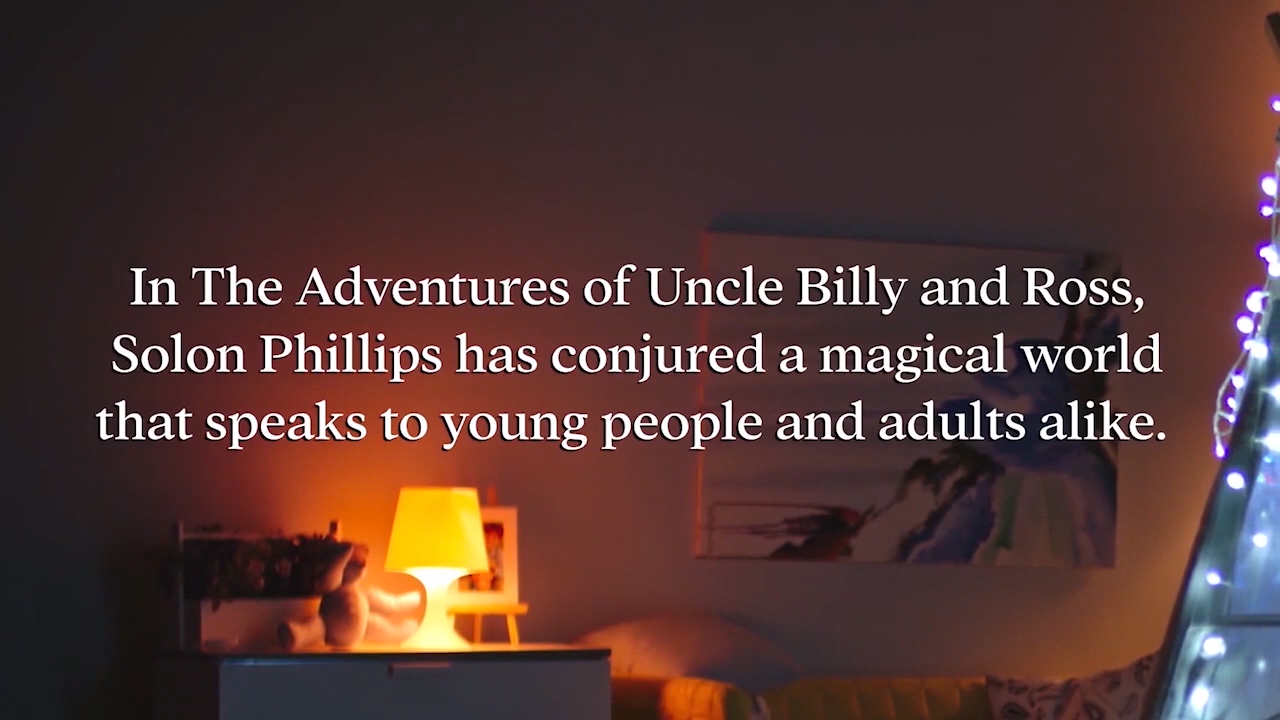 In The Adventures of Uncle Billy and Ross,
Solon Phillips has conjured a magical world
that speaks to young people and adults alike.